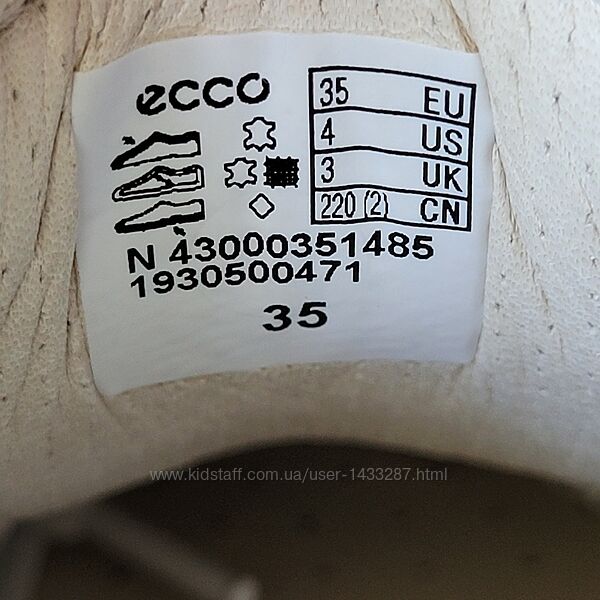 ecco
35 EU
4 US
3 UK
220 (2) CN
N 43000351485
1930500471
35
www.kidstaff.com.ua/user-1433287.html